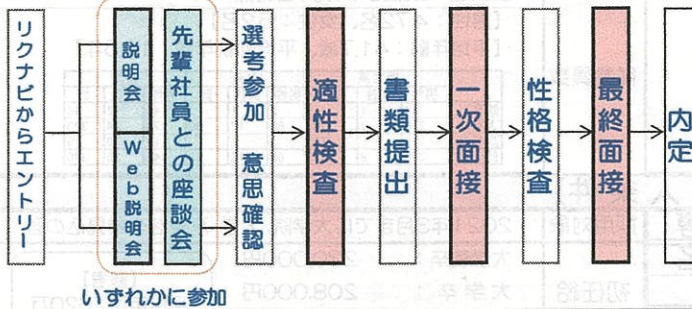 リクナビからエントリー
説明会
Web説明会
先輩社員との座談会
いずれかに参加
選考参加 意思確認
適性検査
書類提出
一次面接
性格検査
最終面接
内定